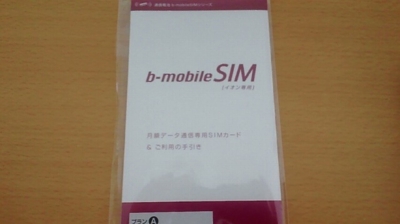 b-mobile SIM
(イオン専用)
月額データ通信専用SIMカード
& ご利用の手引き
プラン A